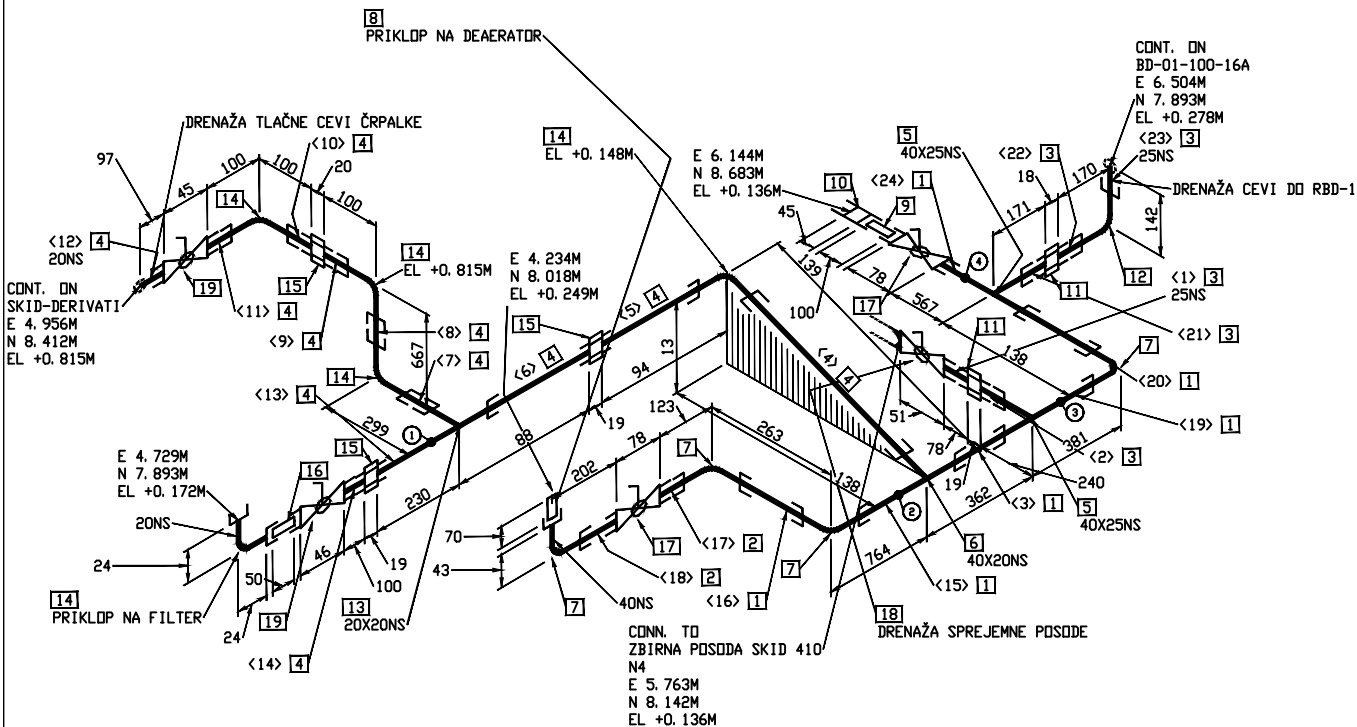 8
PRIKLOP NA DEAERATOR
CONT. ON
BD-01-100-16A
E 6.504M
N 7.893M
EL +0.278M
DRENAŽA TLAČNE CEVI ČRPALKE
97
45
100
100
<10> 4
20
100
14
<12> 4
20NS
CONT. ON
SKID-DERIVATI
E 4.956M
N 8.412M
EL +0.815M
19
<11> 4
15
<9> 4
14
EL +0.815M
<8> 4
667
<7> 4
14
<13> 4
299
1
14
EL +0.148M
E 4.234M
N 8.018M
EL +0.249M
15
<5> 4
<6> 4
13
94
19
88
230
<4> 4
E 6.144M
N 8.683M
EL +0.136M
10
9
<24> 1
45
5
40X25NS
<22> 3
18
170
<23> 3
25NS
DRENAŽA CEVI DO RBD-1
171
142
4
139
78
567
100
17
11
12
<1> 3
25NS
<21> 3
11
138
7
<20> 1
3
<19> 1
51
78
381
<2> 3
19
240
<3> 1
362
5
40X25NS
E 4.729M
N 7.893M
EL +0.172M
20NS
16
15
24
50
46
19
100
14
PRIKLOP NA FILTER
24
19
<14> 4
13
20X20NS
123
78
202
7
263
138
70
43
17
<17> 2
<18> 2
7
40NS
<16> 1
7
2
764
<15> 1
6
40X20NS
18
DRENAŽA SPREJEMNE POSODE
CONN. TO
ZBIRNA POSODA SKID 410
N4
E 5.763M
N 8.142M
EL +0.136M